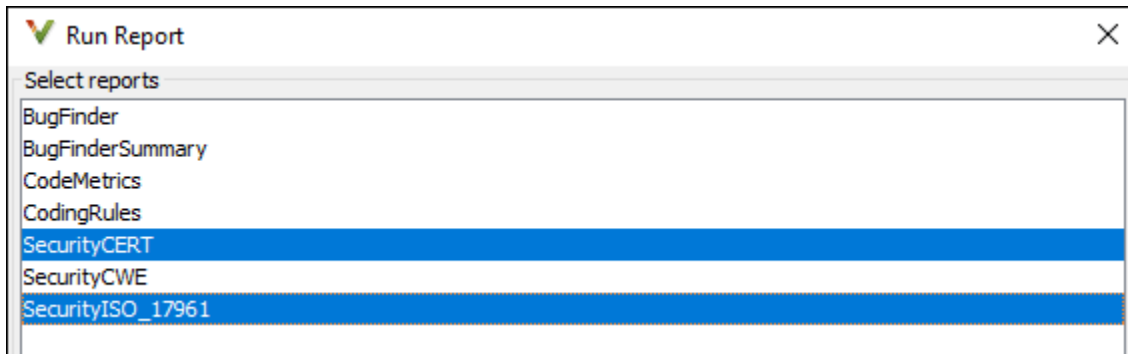 Run Report
Select reports
BugFinder
BugFinderSummary
CodeMetrics
CodingRules
SecurityCERT
SecurityCWE
SecurityISO_17961